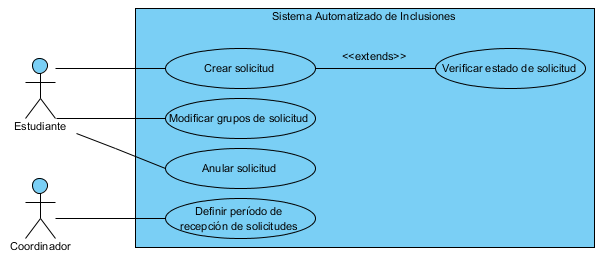 Sistema Automatizado de Inclusiones
Crear solicitud
<<extends>>
Verificar estado de solicitud
Estudiante
Modificar grupos de solicitud
Anular solicitud
Definir período de
recepción de solicitudes
Coordinador